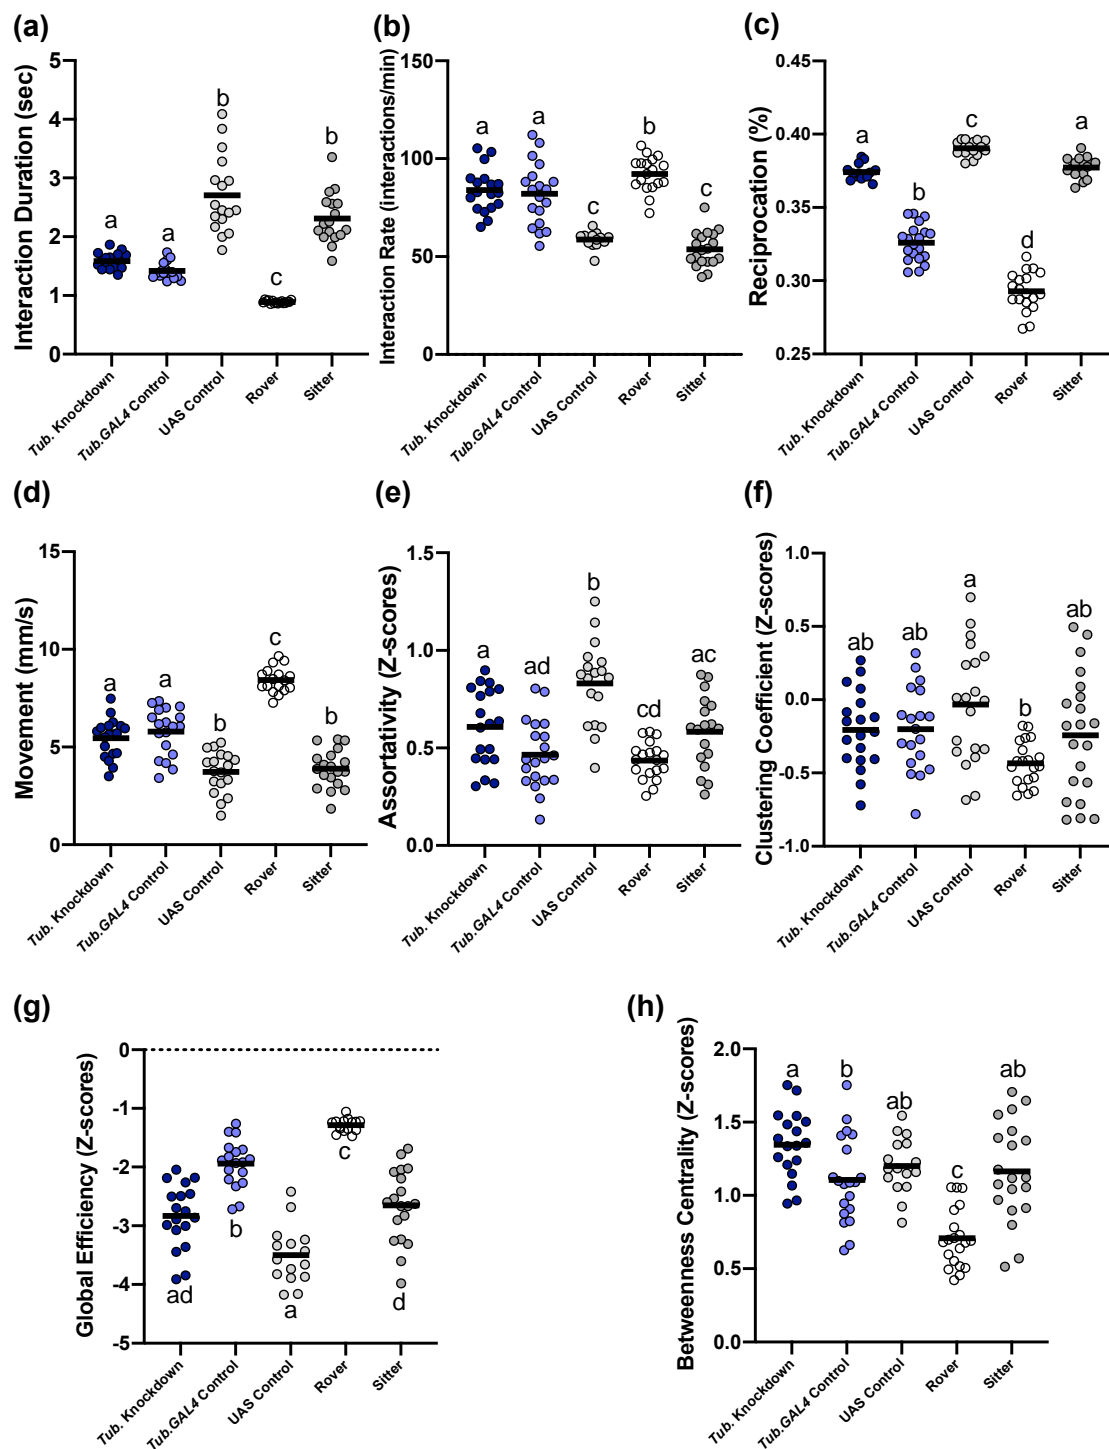 (a)
Interaction Duration (sec)
5
4
3
2
1
0
a
a
b
c
b
Tub. Knockdown
Tub.GAL4 Control
UAS Control
Rover
Sitter
(b)
Interaction Rate (interactions/min)
150
100
50
0
a
a
c
b
c
Tub. Knockdown
Tub.GAL4 Control
UAS Control
Rover
Sitter
(c)
Reciprocation (%)
0.45
0.40
0.35
0.30
0.25
a
b
c
d
a
Tub. Knockdown
Tub.GAL4 Control
UAS Control
Rover
Sitter
(d)
Movement (mm/s)
15
10
5
0
a
a
b
c
b
Tub. Knockdown
Tub.GAL4 Control
UAS Control
Rover
Sitter
(e)
Assortativity (Z-scores)
1.5
1.0
0.5
0.0
a
ad
b
cd
ac
Tub. Knockdown
Tub.GAL4 Control
UAS Control
Rover
Sitter
(f)
Clustering Coefficient (Z-scores)
1.0
0.5
0.0
-0.5
-1.0
ab
ab
a
b
ab
Tub. Knockdown
Tub.GAL4 Control
UAS Control
Rover
Sitter
(g)
Global Efficiency (Z-scores)
0
-1
-2
-3
-4
-5
ad
b
a
c
d
Tub. Knockdown
Tub.GAL4 Control
UAS Control
Rover
Sitter
(h)
Betweenness Centrality (Z-scores)
2.0
1.5
1.0
0.5
0.0
a
b
ab
c
ab
Tub. Knockdown
Tub.GAL4 Control
UAS Control
Rover
Sitter